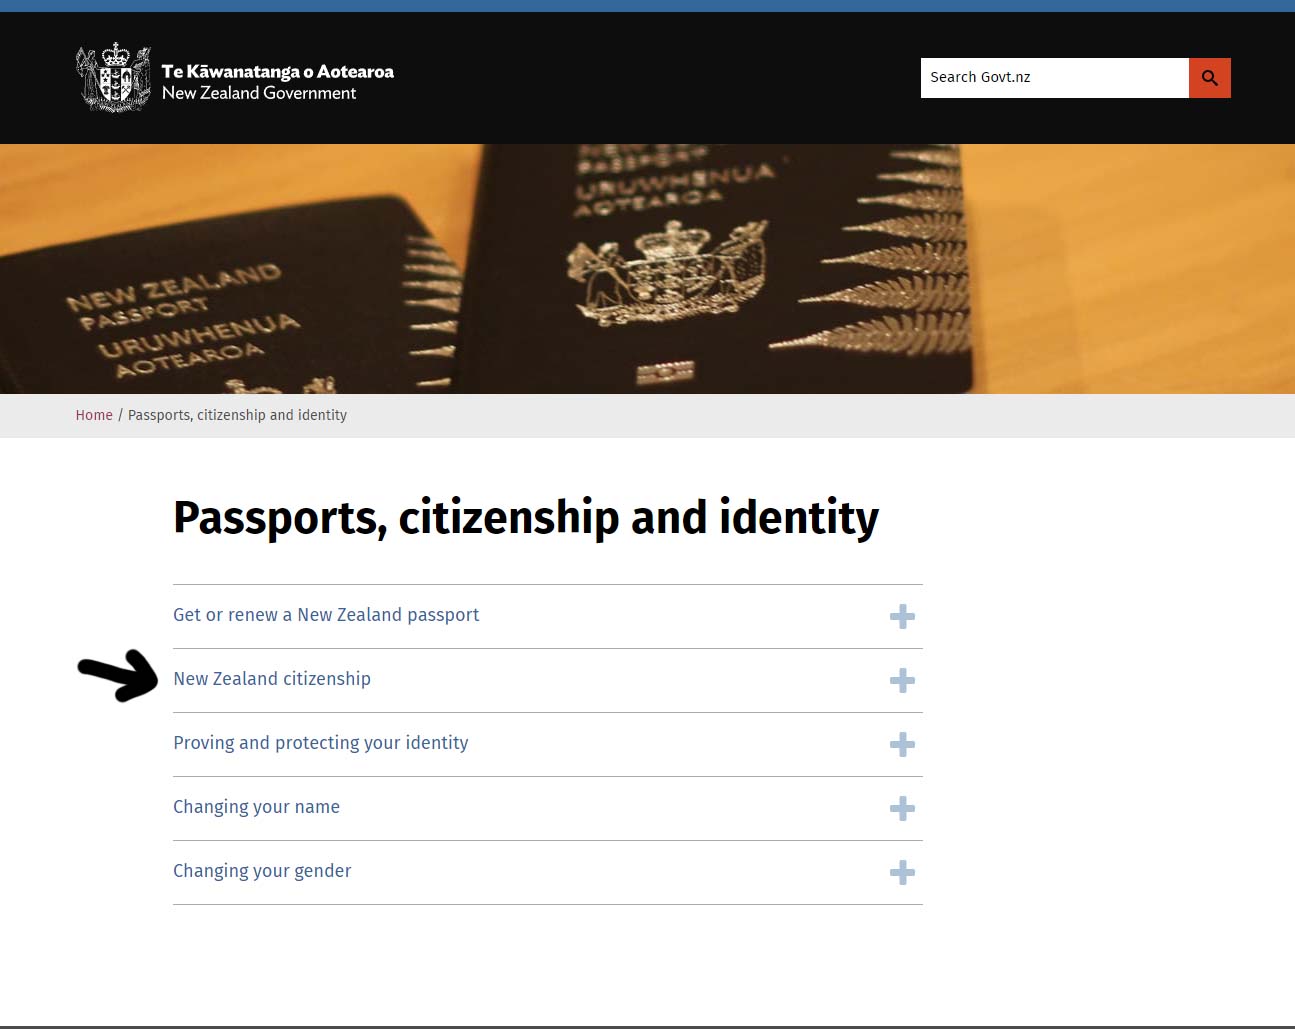 Te Kāwanatanga o Aotearoa
New Zealand Government
Search Govt.nz
NEW ZEALAND
PASSPORT
URUWHENUA
AOTEAROA
NEW ZEALAND
PASSPORT
URUWHENUA
AOTEAROA
Home / Passports, citizenship and identity
Passports, citizenship and identity
Get or renew a New Zealand passport
New Zealand citizenship
Proving and protecting your identity
Changing your name
Changing your gender